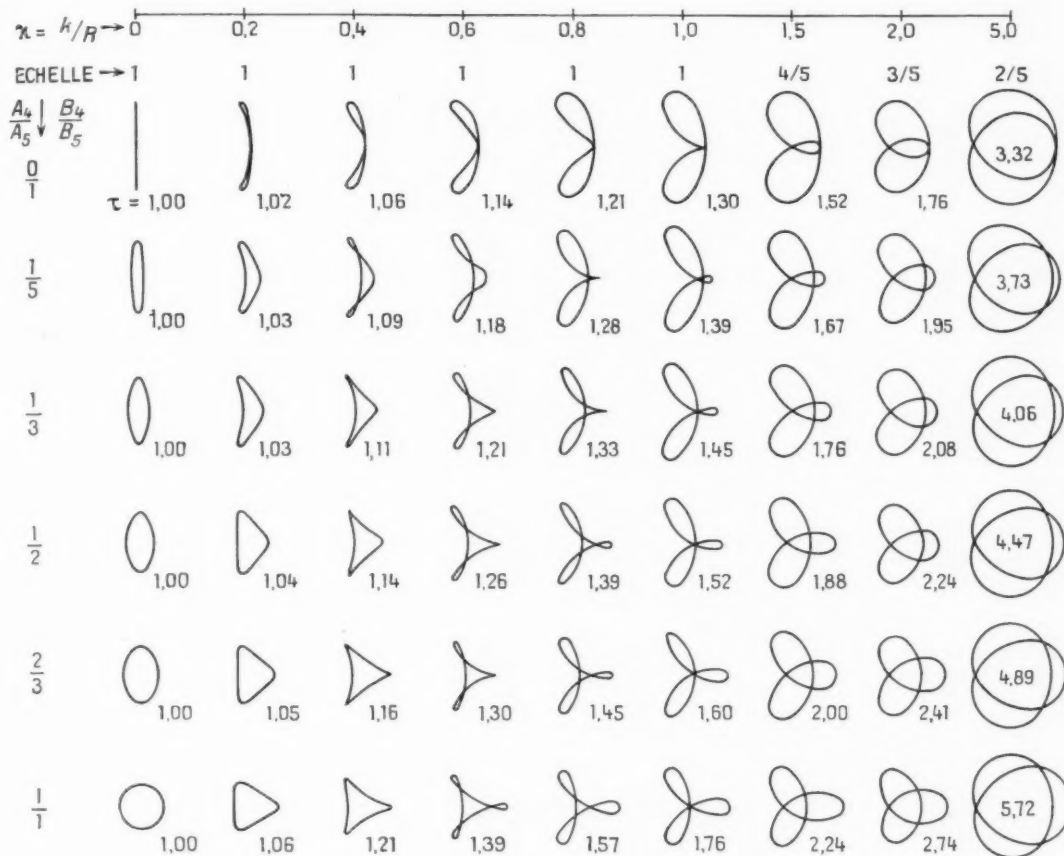 ϰ = k/R → 0 0,2 0,4 0,6 0,8 1,0 1,5 2,0 5,0
ECHELLE → 1 1 1 1 1 1 4/5 3/5 2/5
A4/A5 ↓ B4/B5
0/1 τ = 1,00 1,02 1,06 1,14 1,21 1,30 1,52 1,76 3,32
1/5 1,00 1,03 1,09 1,18 1,28 1,39 1,67 1,95 3,73
1/3 1,00 1,03 1,11 1,21 1,33 1,45 1,76 2,08 4,06
1/2 1,00 1,04 1,14 1,26 1,39 1,52 1,88 2,24 4,47
2/3 1,00 1,05 1,16 1,30 1,45 1,60 2,00 2,41 4,89
1/1 1,00 1,06 1,21 1,39 1,57 1,76 2,24 2,74 5,72